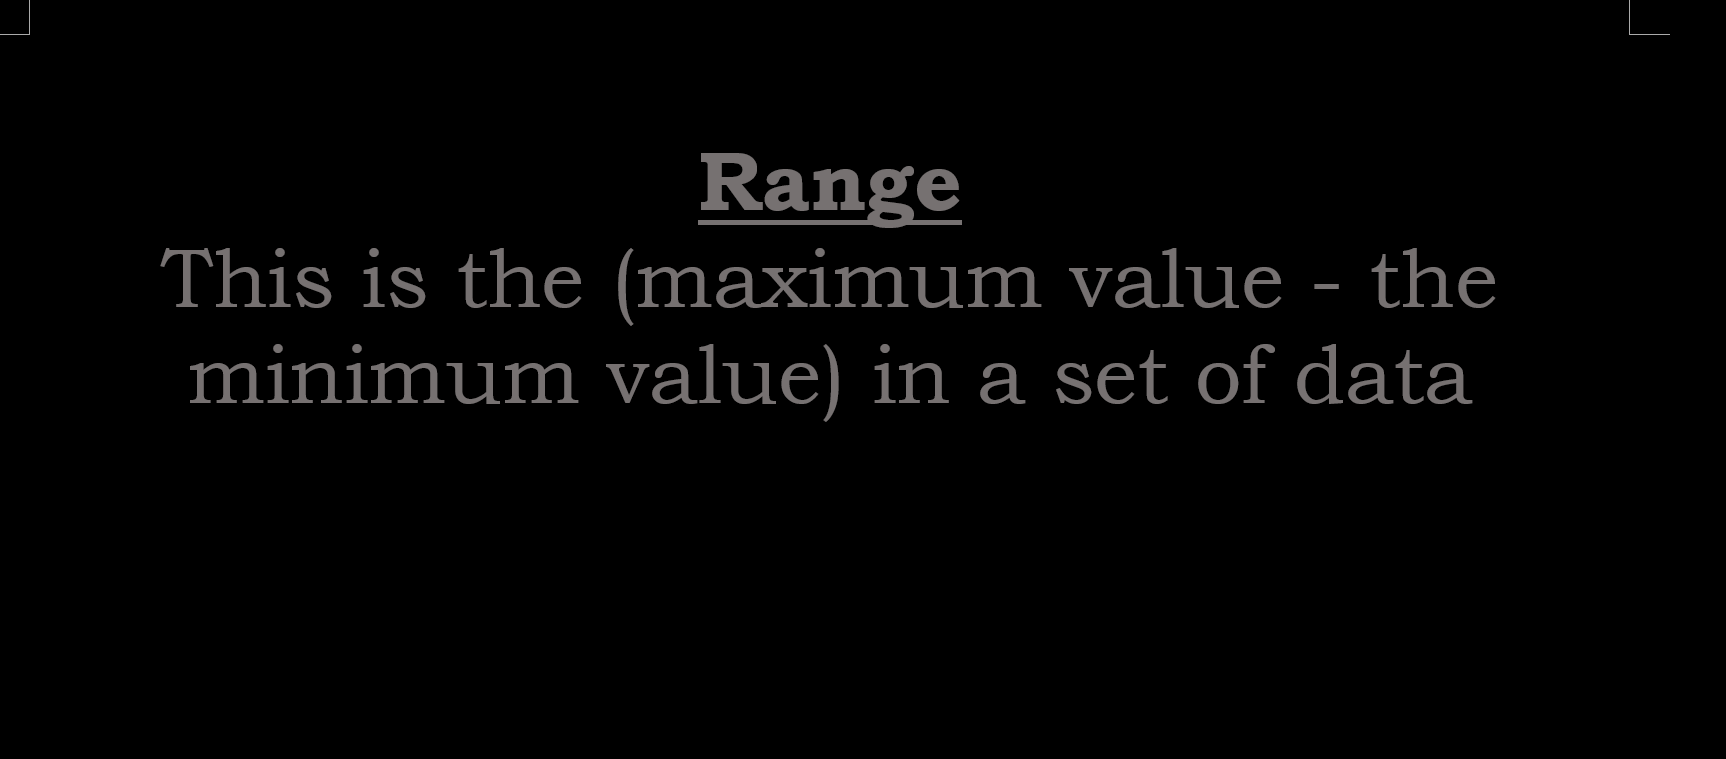 Range
This is the (maximum value - the
minimum value) in a set of data